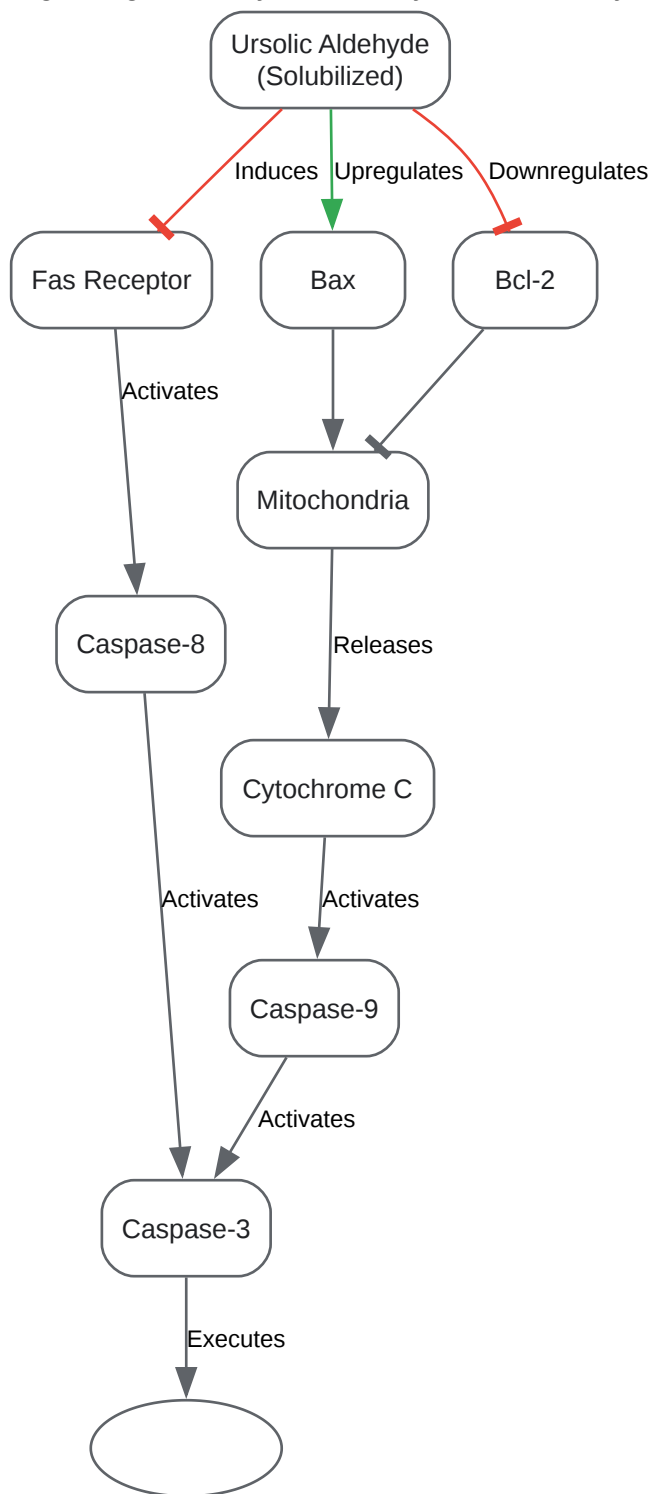 Ursolic Aldehyde
(Solubilized)
Induces
Upregulates
Downregulates
Fas Receptor
Bax
Bcl-2
Activates
Mitochondria
Caspase-8
Releases
Cytochrome C
Activates
Activates
Caspase-9
Activates
Caspase-3
Executes